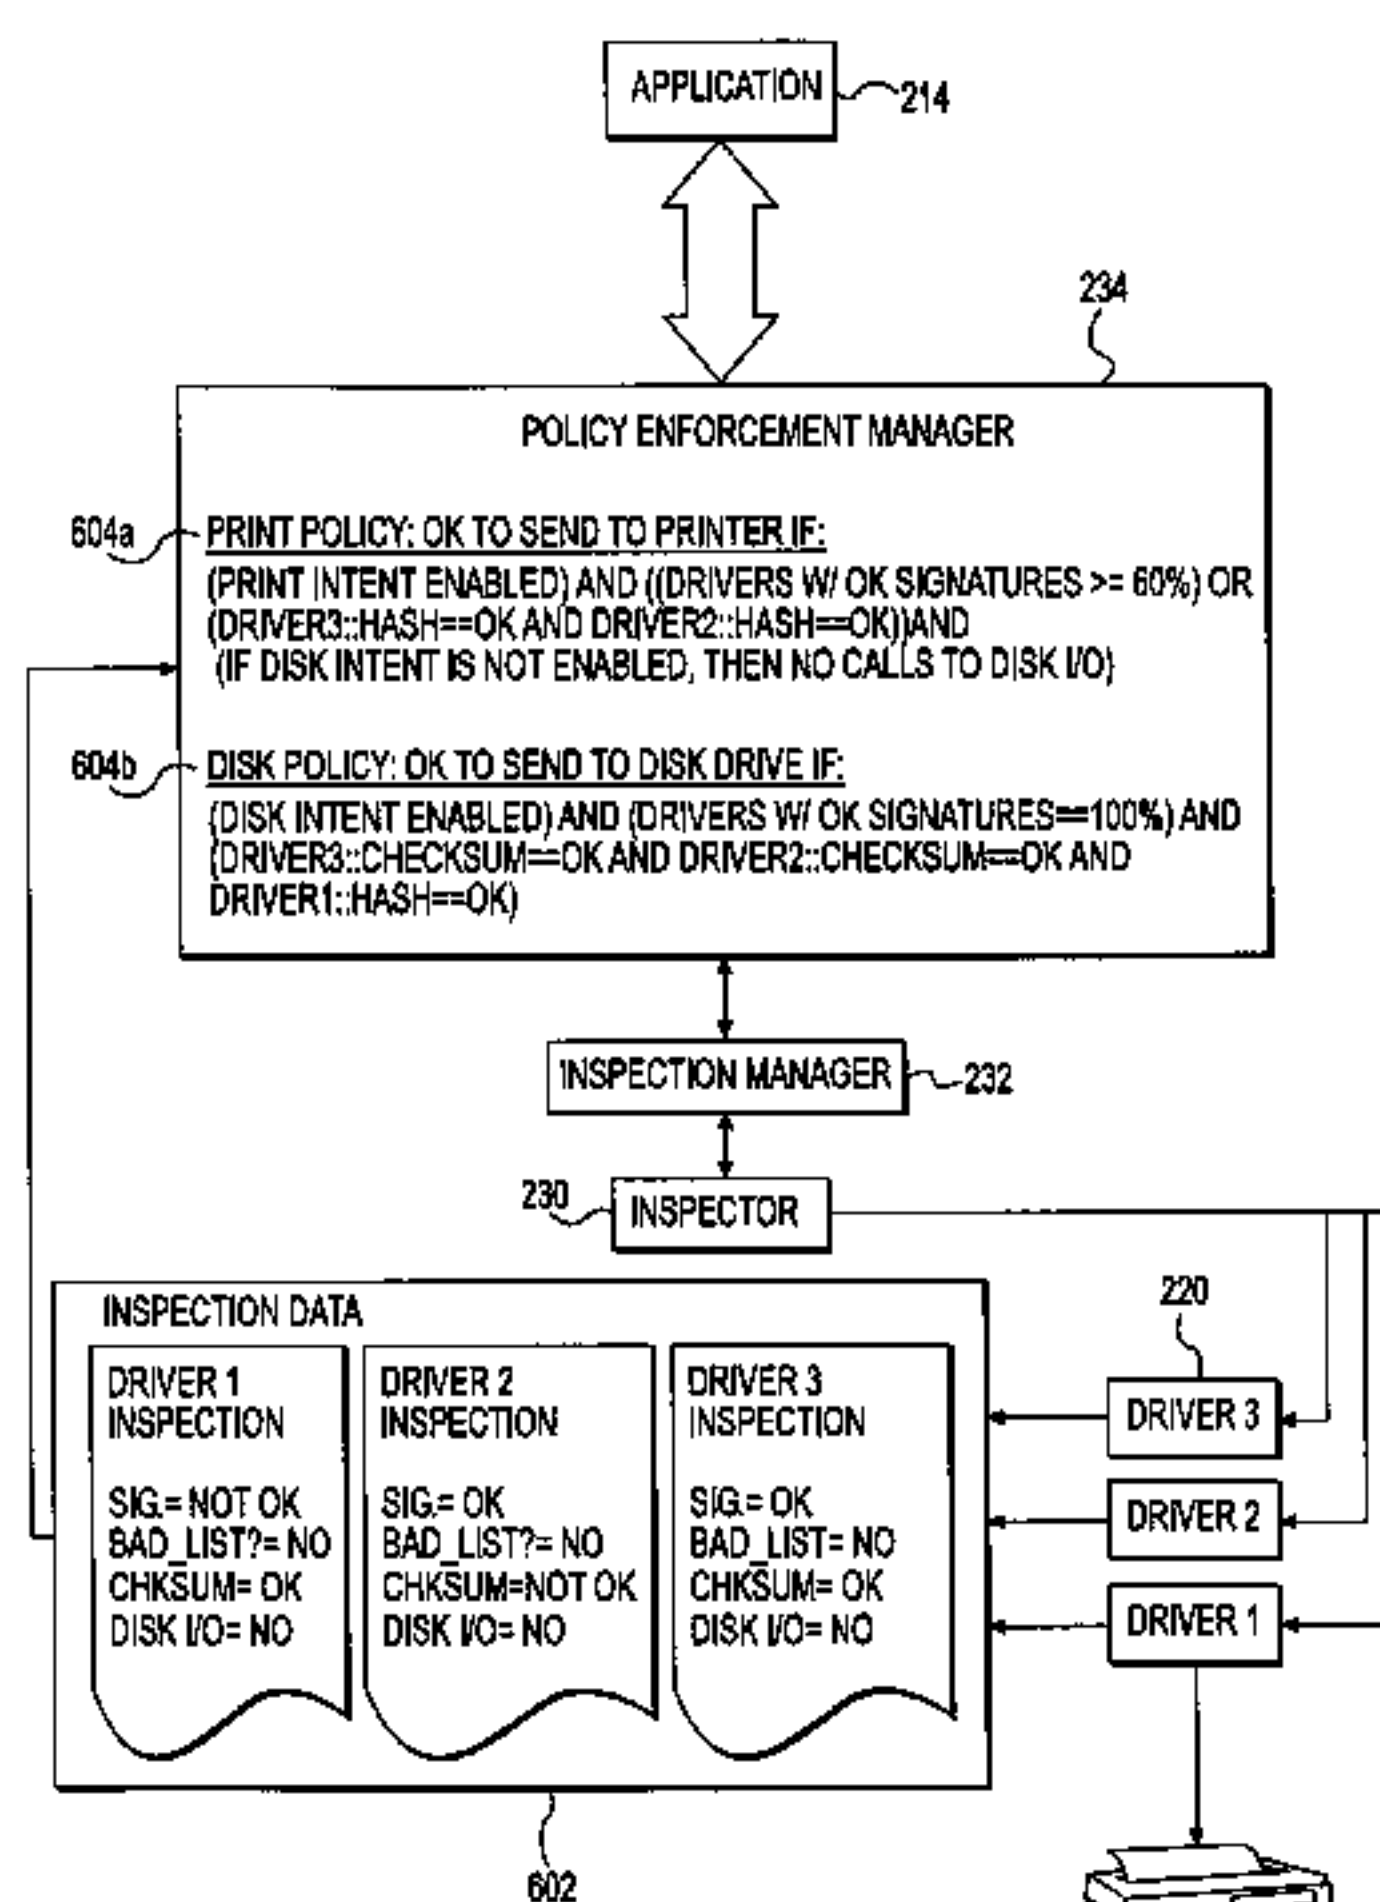 APPLICATION
214
234
POLICY ENFORCEMENT MANAGER
604a
PRINT POLICY: OK TO SEND TO PRINTER IF:
(PRINT INTENT ENABLED) AND ((DRIVERS W/ OK SIGNATURES >= 60%) OR
(DRIVER3::HASH==OK AND DRIVER2::HASH==OK))AND
(IF DISK INTENT IS NOT ENABLED, THEN NO CALLS TO DISK I/O)
604b
DISK POLICY: OK TO SEND TO DISK DRIVE IF:
(DISK INTENT ENABLED) AND (DRIVERS W/ OK SIGNATURES==100%) AND
(DRIVER3::CHECKSUM==OK AND DRIVER2::CHECKSUM==OK AND
DRIVER1::HASH==OK)
INSPECTION MANAGER
232
230
INSPECTOR
INSPECTION DATA
DRIVER 1
INSPECTION
SIG.= NOT OK
BAD_LIST?= NO
CHKSUM= OK
DISK I/O= NO
DRIVER 2
INSPECTION
SIG.= OK
BAD_LIST?= NO
CHKSUM=NOT OK
DISK I/O= NO
DRIVER 3
INSPECTION
SIG.= OK
BAD_LIST= NO
CHKSUM= OK
DISK I/O= NO
220
DRIVER 3
DRIVER 2
DRIVER 1
602